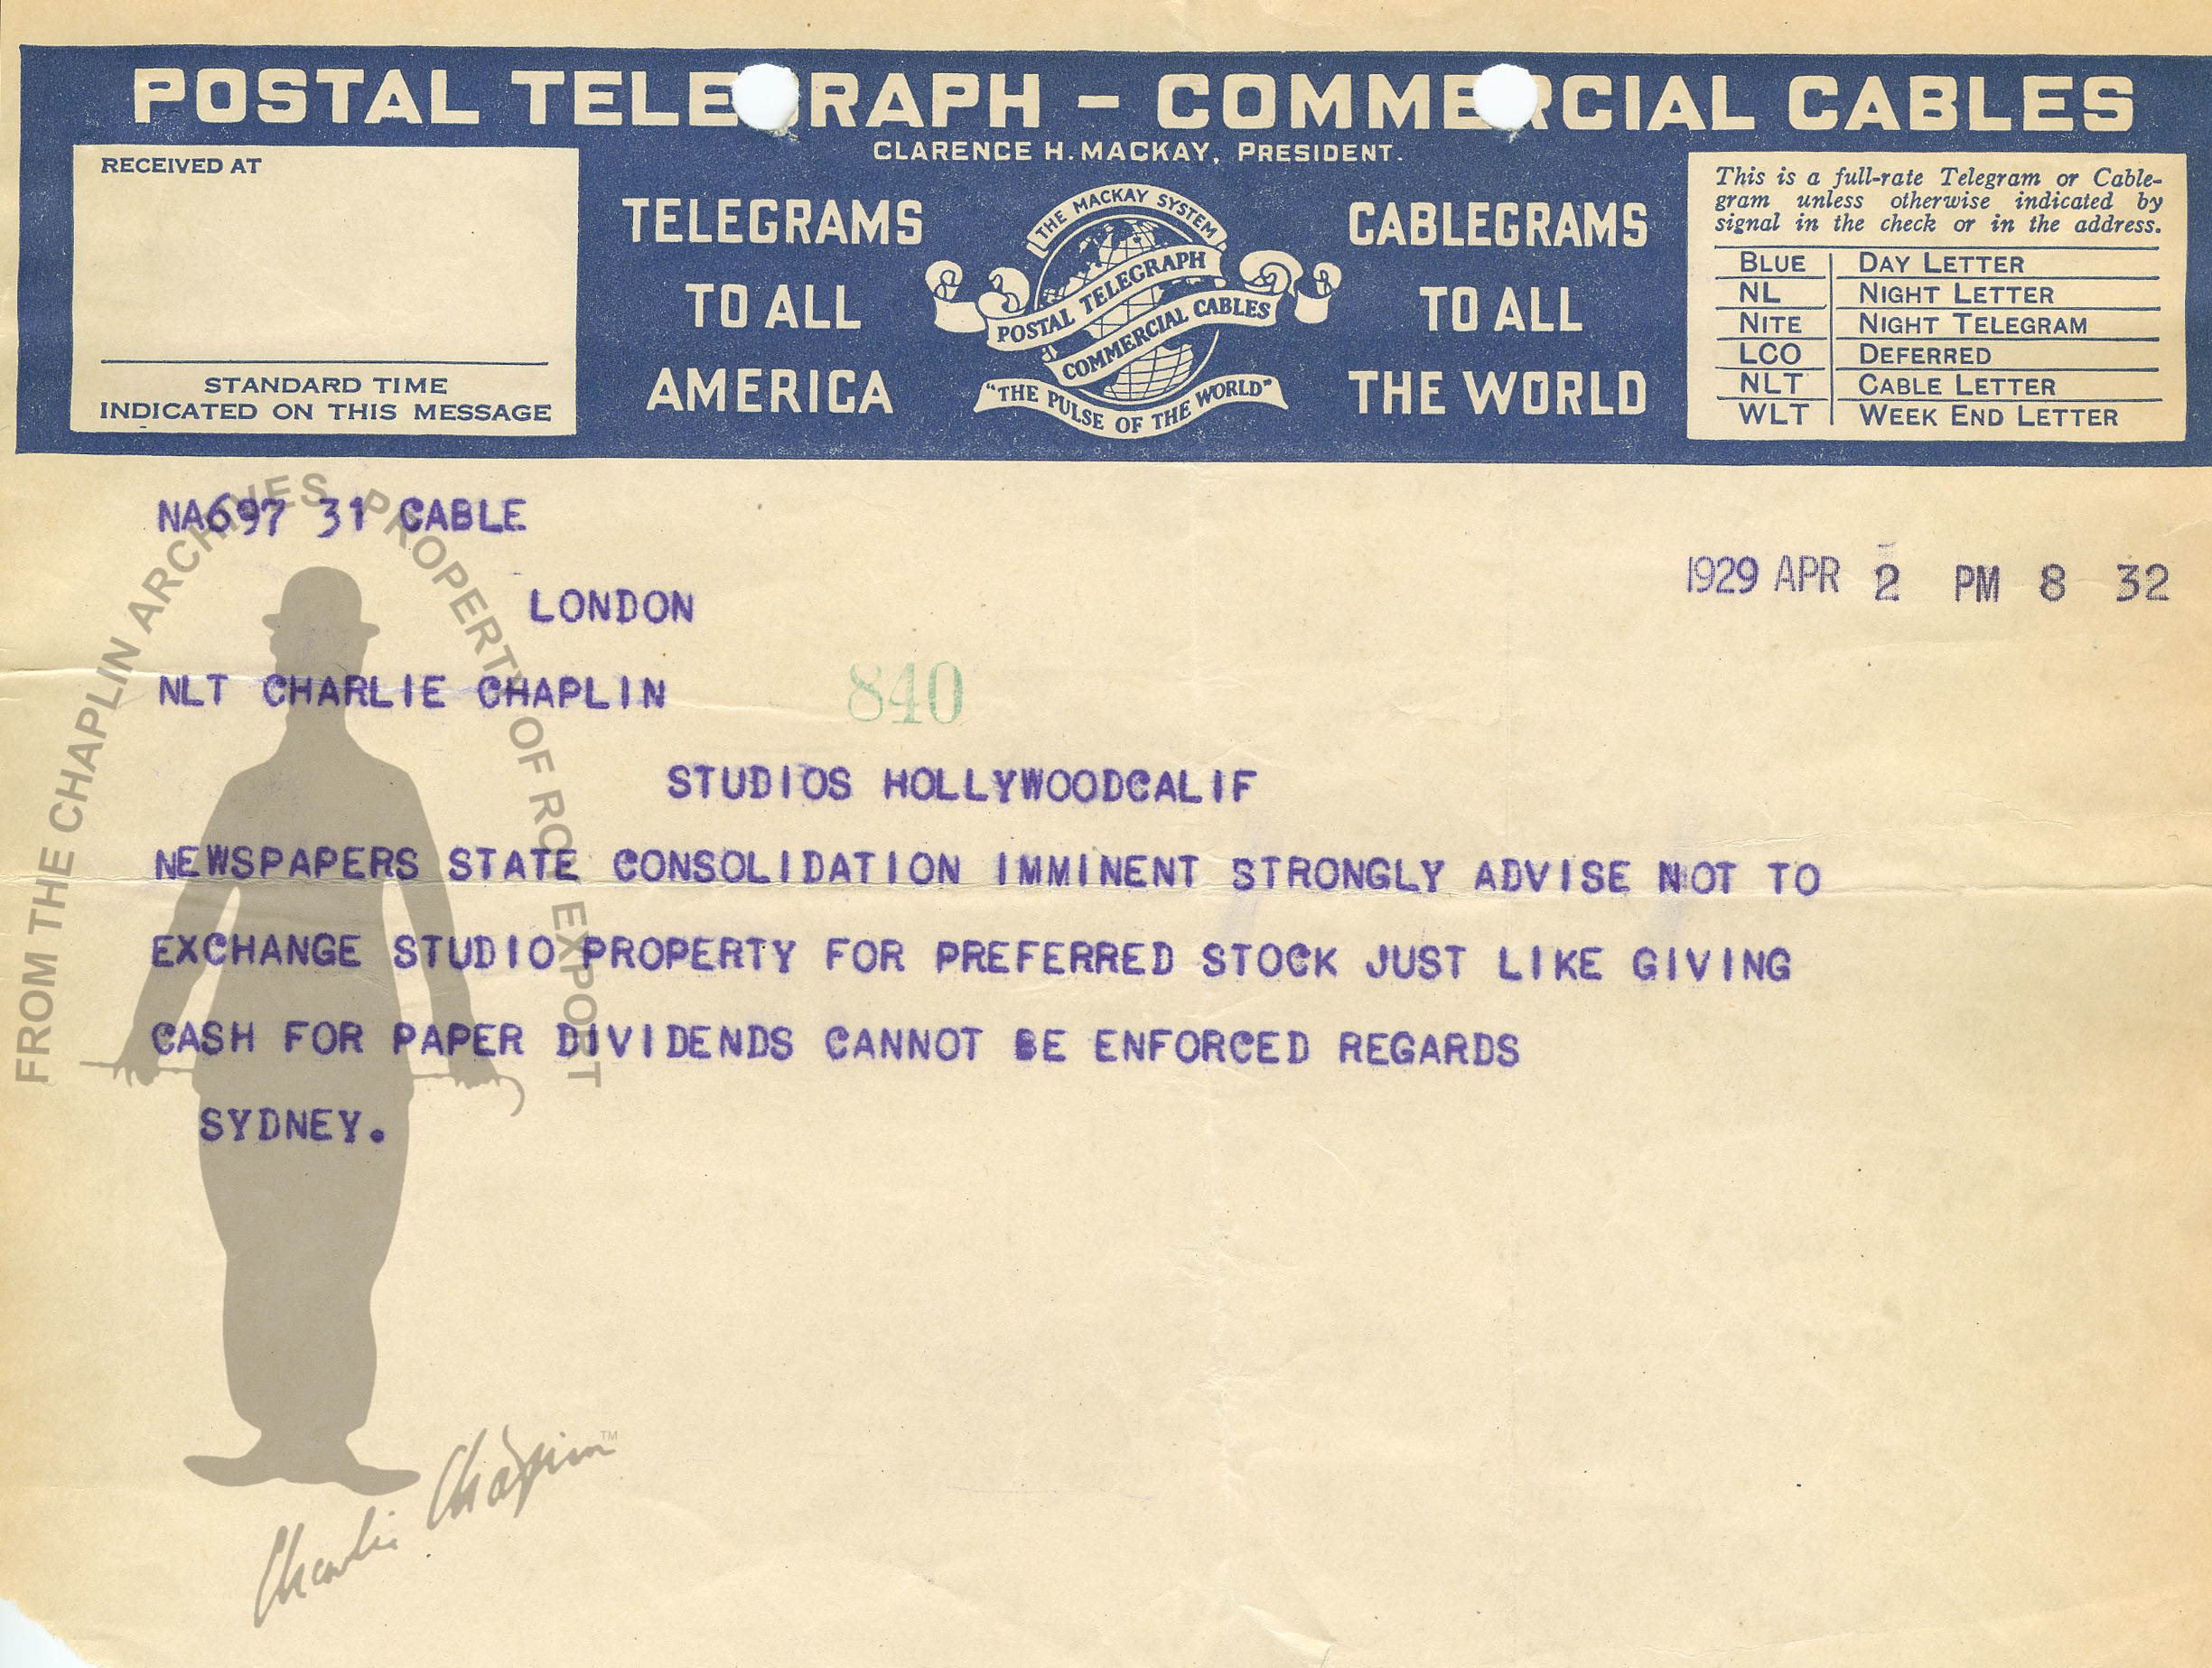 POSTAL TELEGRAPH - COMMERCIAL CABLES
CLARENCE H. MACKAY, PRESIDENT.
RECEIVED AT
STANDARD TIME
INDICATED ON THIS MESSAGE
TELEGRAMS
TO ALL
AMERICA
THE MACKAY SYSTEM
POSTAL TELEGRAPH
COMMERCIAL CABLES
"THE PULSE OF THE WORLD"
CABLEGRAMS
TO ALL
THE WORLD
This is a full-rate Telegram or Cable-
gram unless otherwise indicated by
signal in the check or in the address.
BLUE DAY LETTER
NL NIGHT LETTER
NITE NIGHT TELEGRAM
LCO DEFERRED
NLT CABLE LETTER
WLT WEEK END LETTER
NA697 31 CABLE
1929 APR 2 PM 8 32
LONDON
NLT CHARLIE CHAPLIN
840
STUDIOS HOLLYWOODCALIF
NEWSPAPERS STATE CONSOLIDATION IMMINENT STRONGLY ADVISE NOT TO
EXCHANGE STUDIO PROPERTY FOR PREFERRED STOCK JUST LIKE GIVING
CASH FOR PAPER DIVIDENDS CANNOT BE ENFORCED REGARDS
SYDNEY.
FROM THE CHAPLIN ARCHIVES PROPERTY OF ROY EXPORT
Charlie Chaplin TM